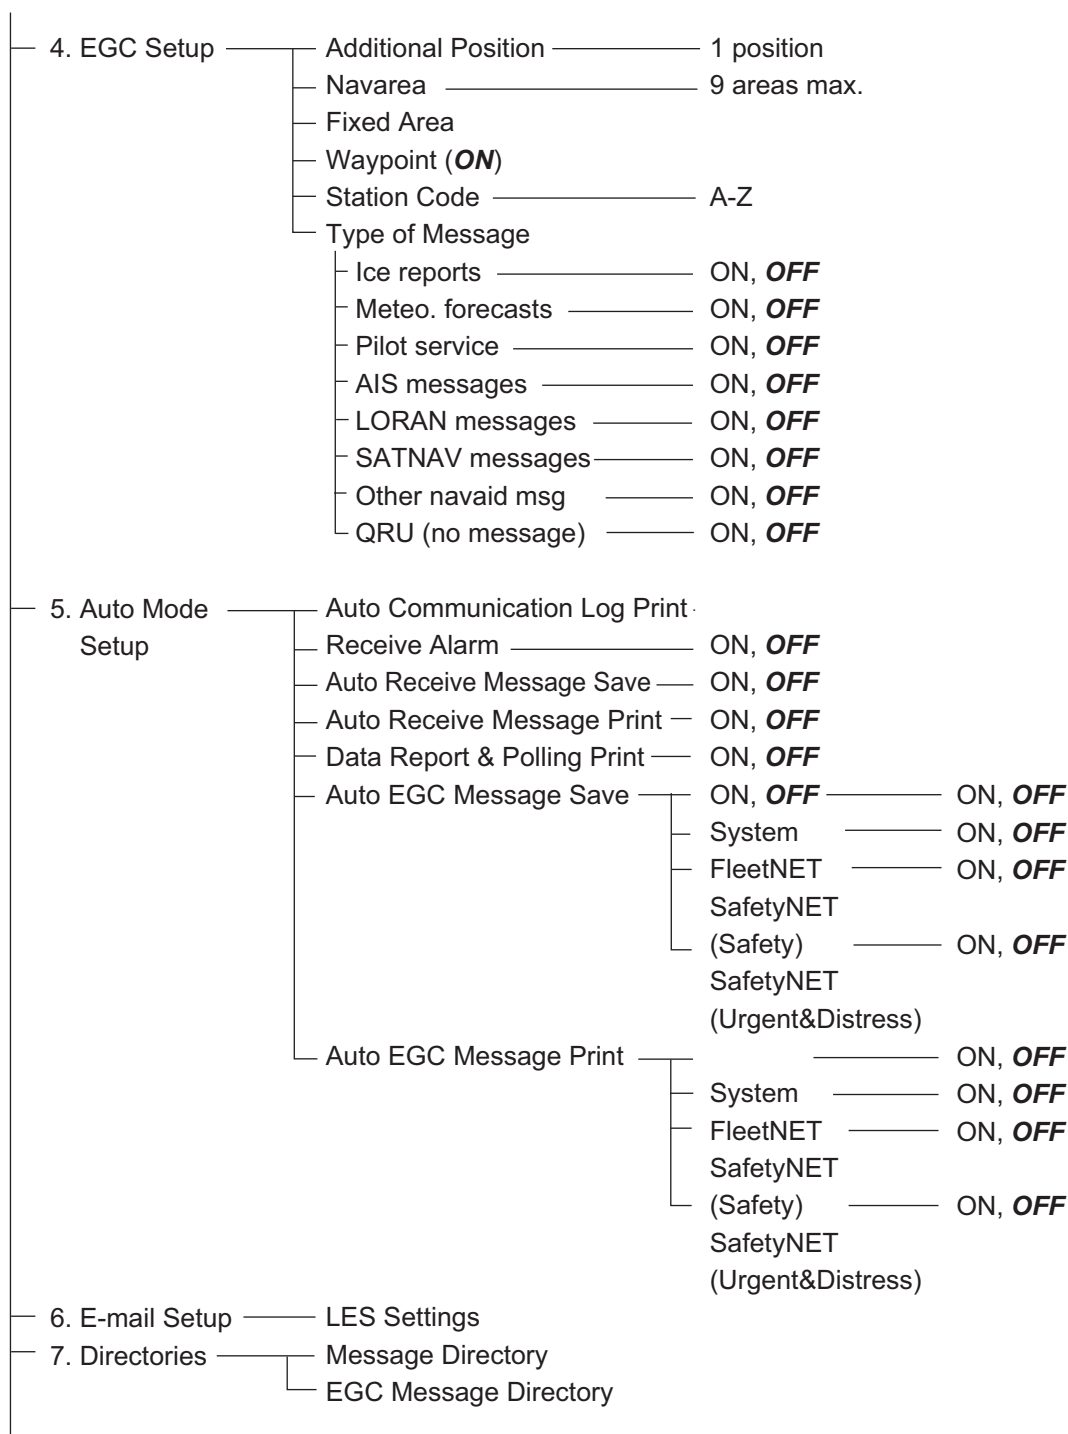 4. EGC Setup Additional Position 1 position
Navarea 9 areas max.
Fixed Area
Waypoint (ON)
Station Code A-Z
Type of Message
Ice reports ON, OFF
Meteo. forecasts ON, OFF
Pilot service ON, OFF
AIS messages ON, OFF
LORAN messages ON, OFF
SATNAV messages ON, OFF
Other navaid msg ON, OFF
QRU (no message) ON, OFF
5. Auto Mode Auto Communication Log Print
Setup Receive Alarm ON, OFF
Auto Receive Message Save ON, OFF
Auto Receive Message Print ON, OFF
Data Report & Polling Print ON, OFF
Auto EGC Message Save ON, OFF ON, OFF
System ON, OFF
FleetNET ON, OFF
SafetyNET
(Safety) ON, OFF
SafetyNET
(Urgent&Distress)
Auto EGC Message Print ON, OFF
System ON, OFF
FleetNET ON, OFF
SafetyNET
(Safety) ON, OFF
SafetyNET
(Urgent&Distress)
6. E-mail Setup LES Settings
7. Directories Message Directory
EGC Message Directory